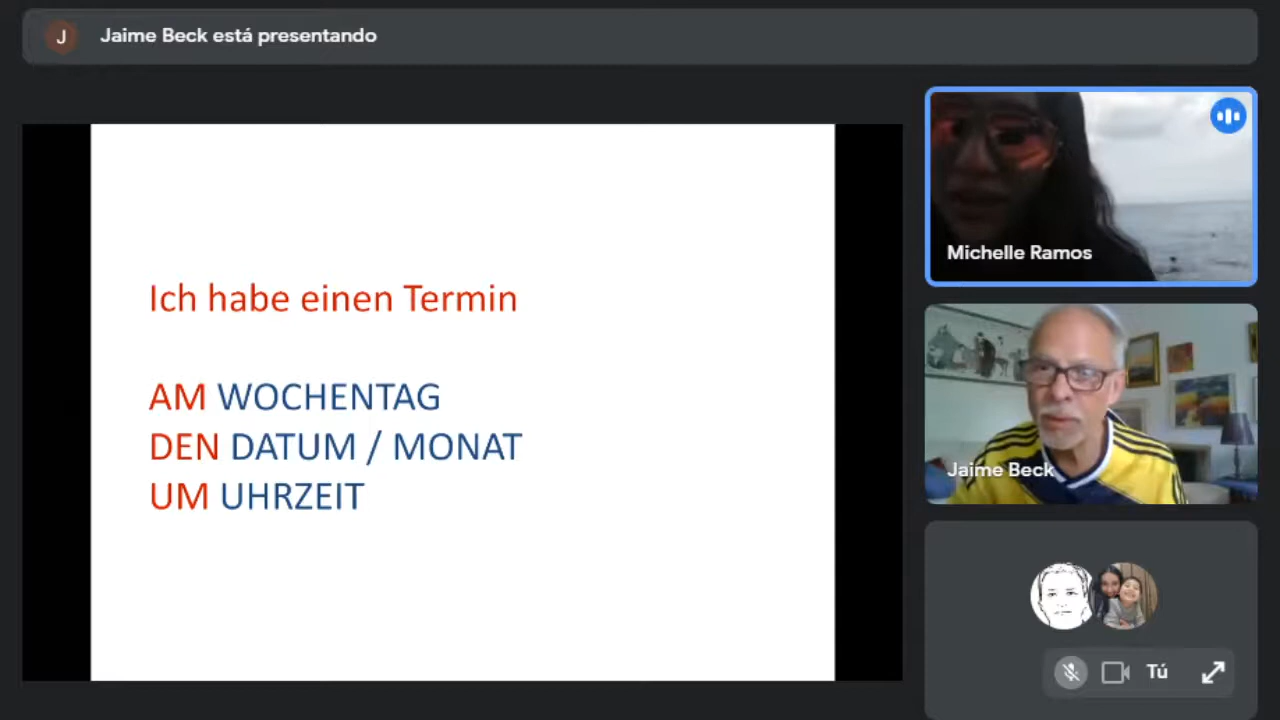 J
Jaime Beck está presentando
Ich habe einen Termin
AM WOCHENTAG
DEN DATUM / MONAT
UM UHRZEIT
Michelle Ramos
Jaime Beck
Tú